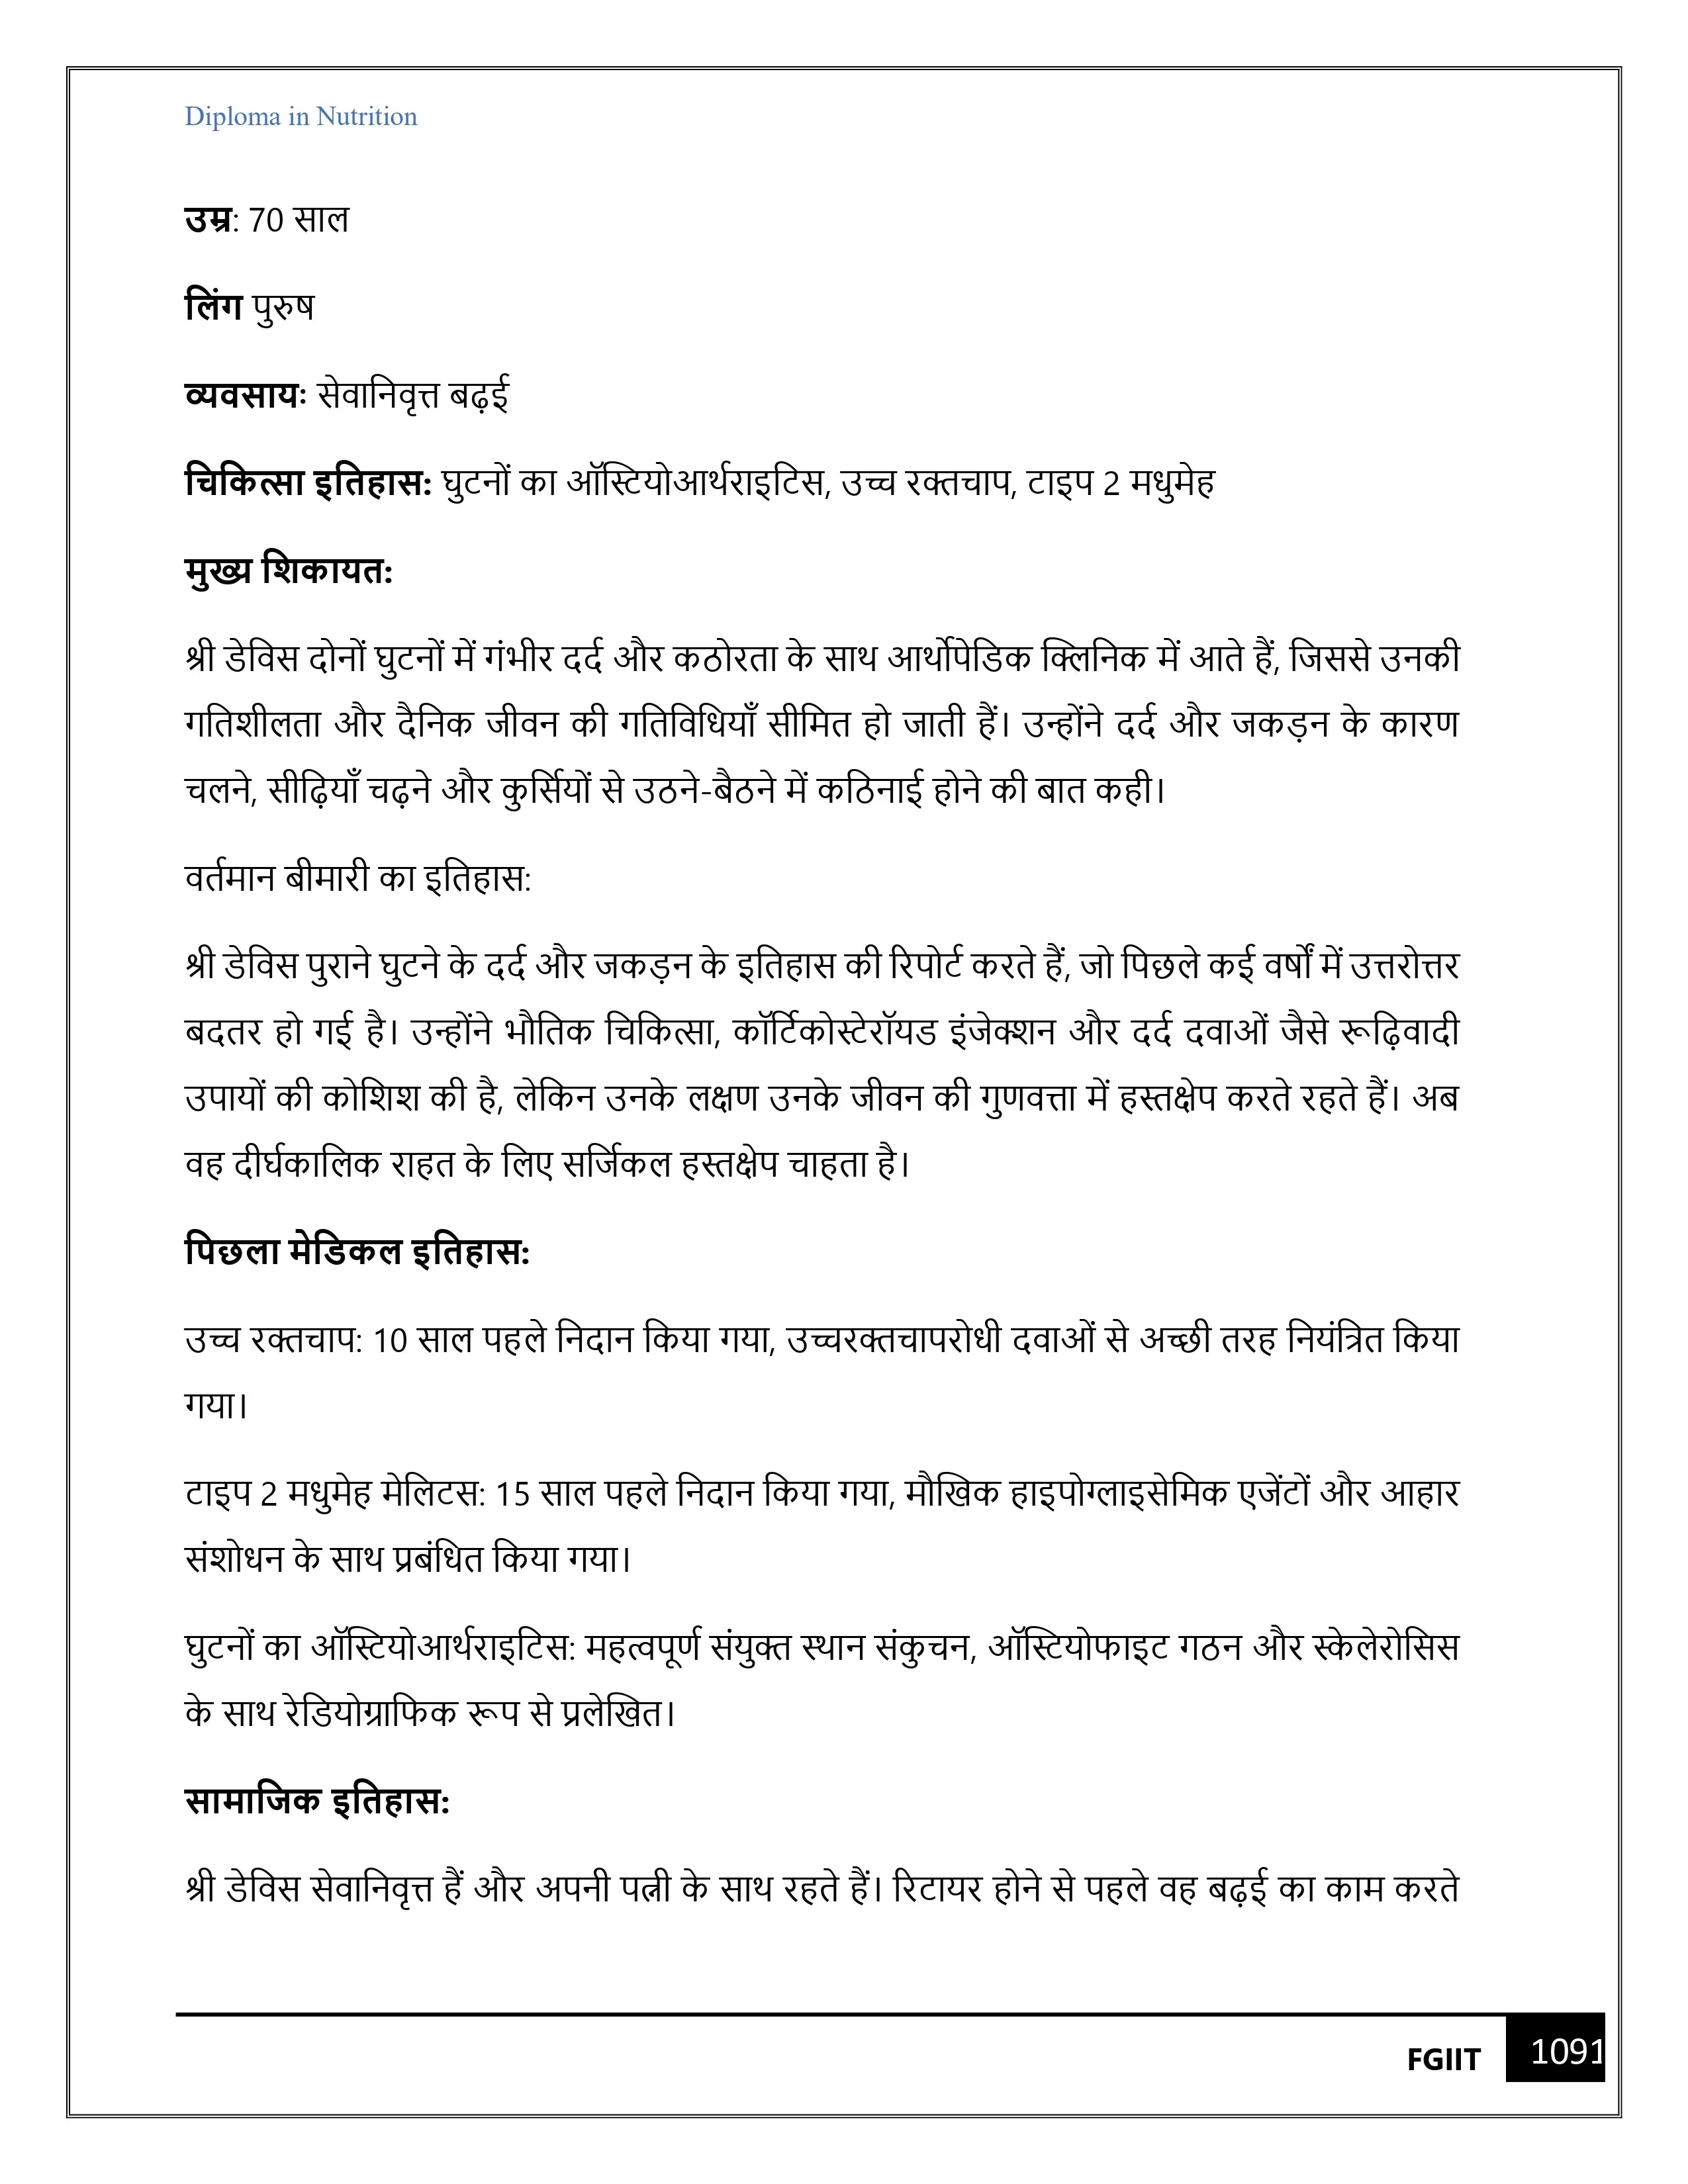 Diploma in Nutrition
उम्र: 70 साल
लिंग पुरुष
व्यवसायः सेवानिवृत्त बढ़ई
चिकित्सा इतिहास: घुटनों का ऑस्टियोआर्थराइटिस, उच्च रक्तचाप, टाइप 2 मधुमेह
मुख्य शिकायत:
श्री डेविस दोनों घुटनों में गंभीर दर्द और कठोरता के साथ आर्थोपेडिक क्लिनिक में आते हैं, जिससे उनकी
गतिशीलता और दैनिक जीवन की गतिविधियाँ सीमित हो जाती हैं। उन्होंने दर्द और जकड़न के कारण
चलने, सीढ़ियाँ चढ़ने और कुर्सियों से उठने-बैठने में कठिनाई होने की बात कही।
वर्तमान बीमारी का इतिहास:
श्री डेविस पुराने घुटने के दर्द और जकड़न के इतिहास की रिपोर्ट करते हैं, जो पिछले कई वर्षों में उत्तरोत्तर
बदतर हो गई है। उन्होंने भौतिक चिकित्सा, कॉर्टिकोस्टेरॉयड इंजेक्शन और दर्द दवाओं जैसे रूढ़िवादी
उपायों की कोशिश की है, लेकिन उनके लक्षण उनके जीवन की गुणवत्ता में हस्तक्षेप करते रहते हैं। अब
वह दीर्घकालिक राहत के लिए सर्जिकल हस्तक्षेप चाहता है।
पिछला मेडिकल इतिहास:
उच्च रक्तचाप: 10 साल पहले निदान किया गया, उच्चरक्तचापरोधी दवाओं से अच्छी तरह नियंत्रित किया
गया।
टाइप 2 मधुमेह मेलिटस: 15 साल पहले निदान किया गया, मौखिक हाइपोग्लाइसेमिक एजेंटों और आहार
संशोधन के साथ प्रबंधित किया गया।
घुटनों का ऑस्टियोआर्थराइटिस: महत्वपूर्ण संयुक्त स्थान संकुचन, ऑस्टियोफाइट गठन और स्केलेरोसिस
के साथ रेडियोग्राफिक रूप से प्रलेखित।
सामाजिक इतिहास:
श्री डेविस सेवानिवृत्त हैं और अपनी पत्नी के साथ रहते हैं। रिटायर होने से पहले वह बढ़ई का काम करते
FGIIT 1091